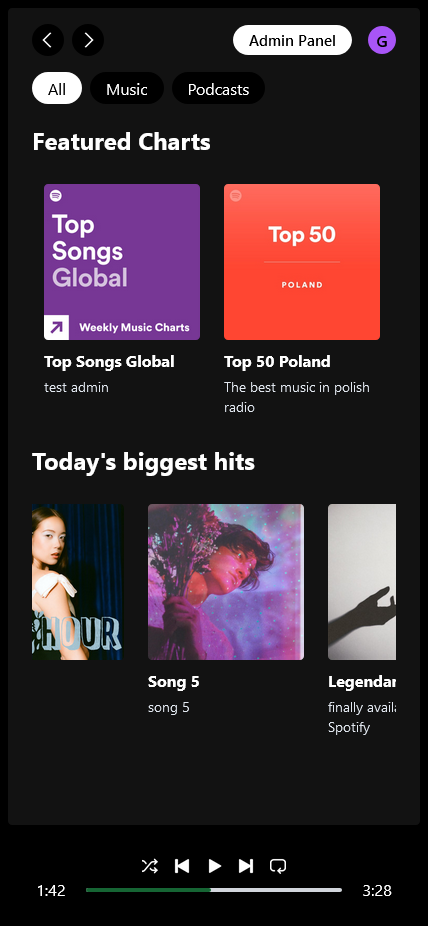 Admin Panel
G
All
Music
Podcasts
Featured Charts
Top
Songs
Global
Weekly Music Charts
Top 50
POLAND
Top Songs Global
test admin
Top 50 Poland
The best music in polish
radio
Today's biggest hits
HOUR
Song 5
song 5
Legendar
finally availa
Spotify
1:42
3:28